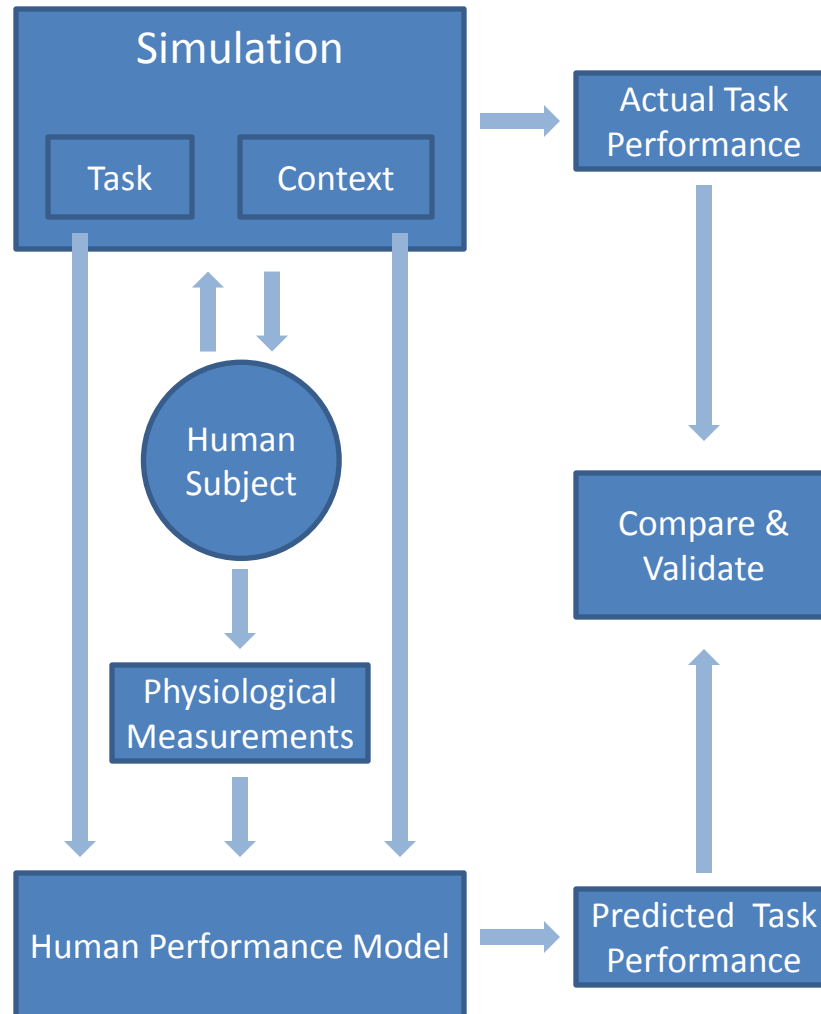 Simulation
Task
Context
Actual Task
Performance
Human
Subject
Compare &
Validate
Physiological
Measurements
Human Performance Model
Predicted  Task
Performance